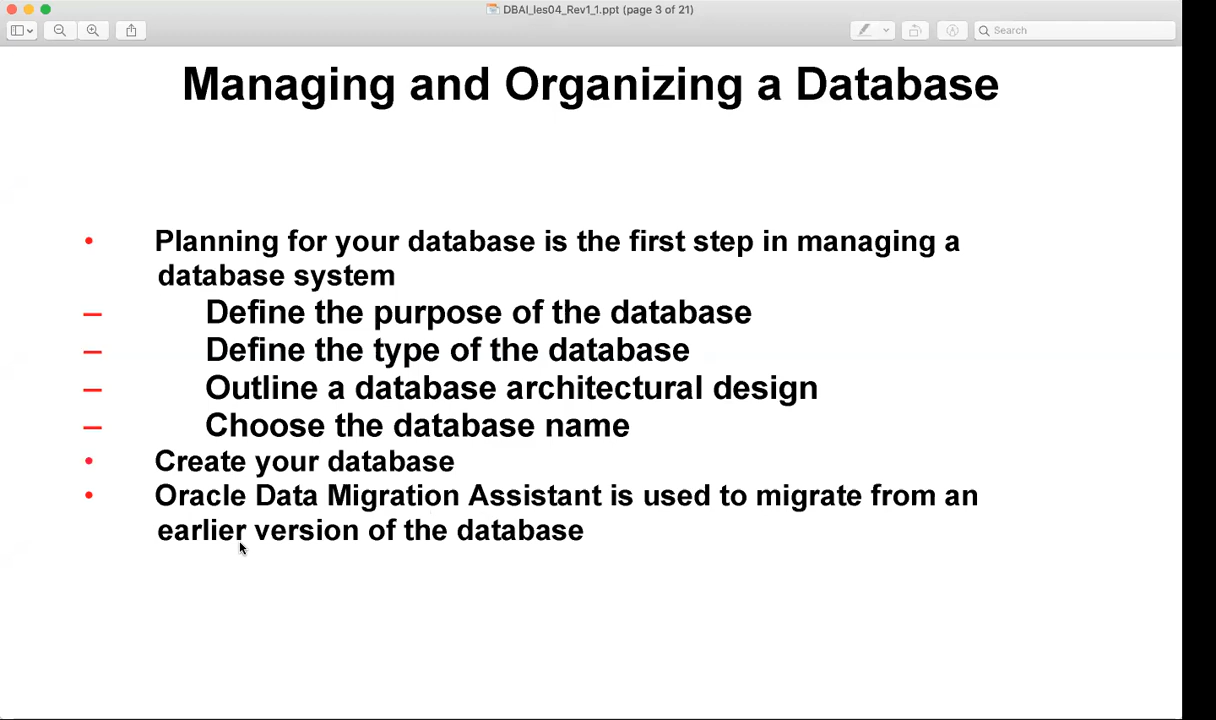 DBAI_les04_Rev1_1.ppt (page 3 of 21)
Search
Managing and Organizing a Database
• Planning for your database is the first step in managing a
database system
– Define the purpose of the database
– Define the type of the database
– Outline a database architectural design
– Choose the database name
• Create your database
• Oracle Data Migration Assistant is used to migrate from an
earlier version of the database